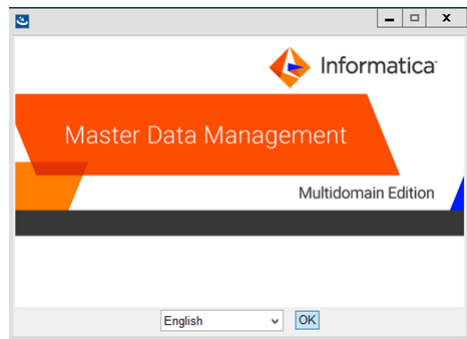 Informatica
Master Data Management
Multidomain Edition
English
OK